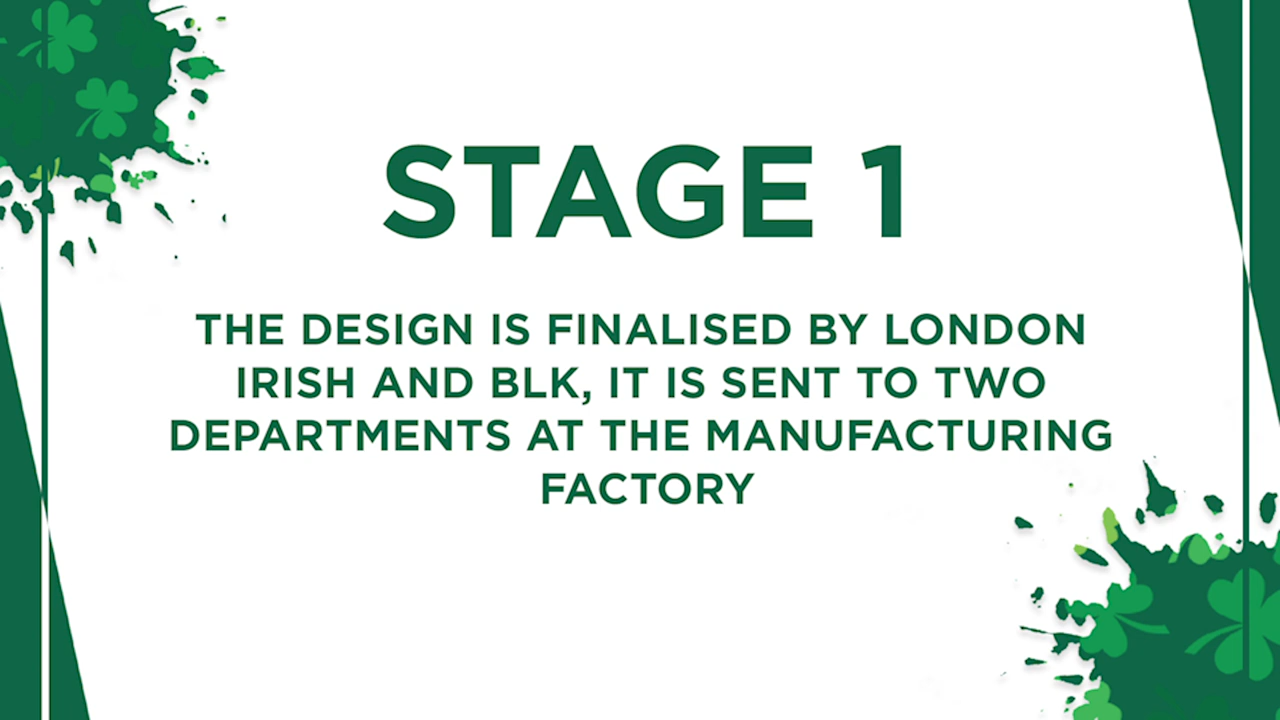 STAGE 1
THE DESIGN IS FINALISED BY LONDON
IRISH AND BLK, IT IS SENT TO TWO
DEPARTMENTS AT THE MANUFACTURING
FACTORY